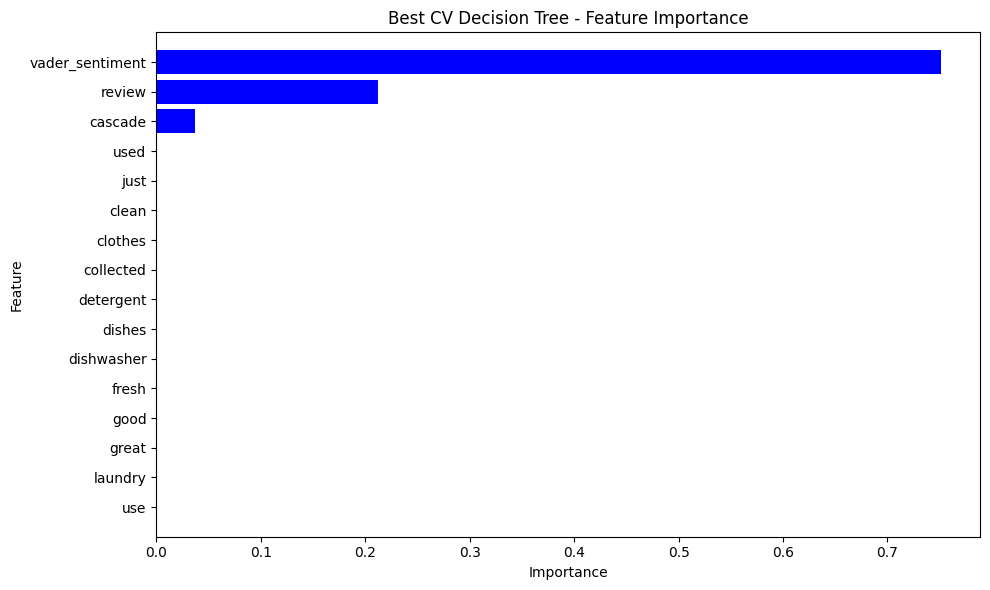 Best CV Decision Tree - Feature Importance
Feature
vader_sentiment
review
cascade
used
just
clean
clothes
collected
detergent
dishes
dishwasher
fresh
good
great
laundry
use
0.0 0.1 0.2 0.3 0.4 0.5 0.6 0.7
Importance